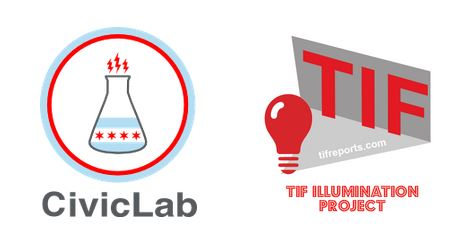 CivicLab
TIF
tifreports.com
TIF ILLUMINATION
PROJECT